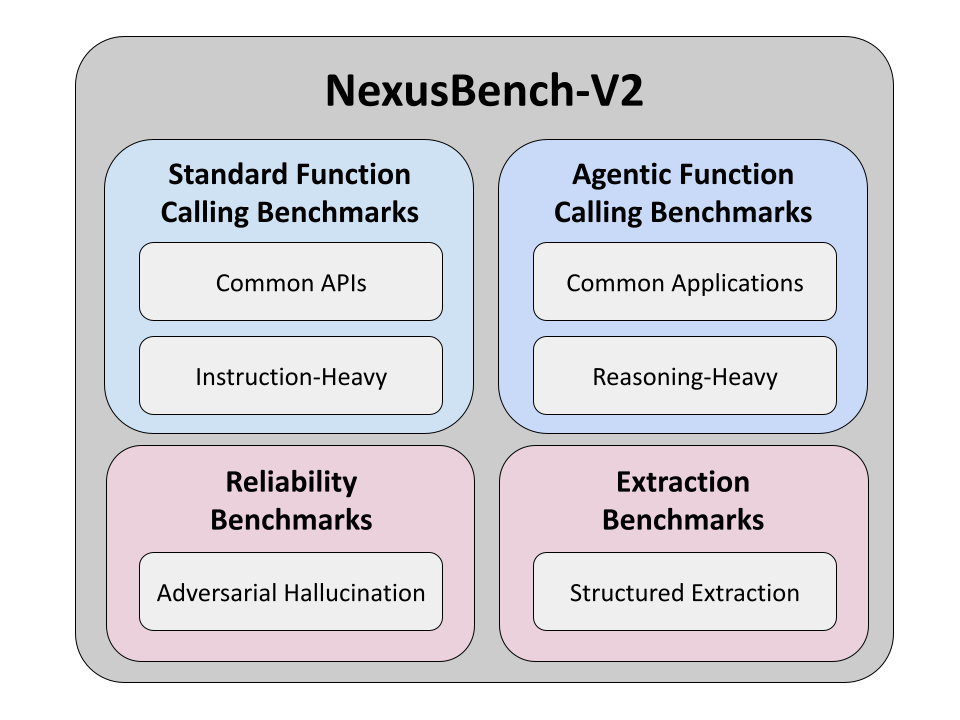 NexusBench-V2
Standard Function
Calling Benchmarks
Common APIs
Instruction-Heavy
Agentic Function
Calling Benchmarks
Common Applications
Reasoning-Heavy
Reliability
Benchmarks
Adversarial Hallucination
Extraction
Benchmarks
Structured Extraction